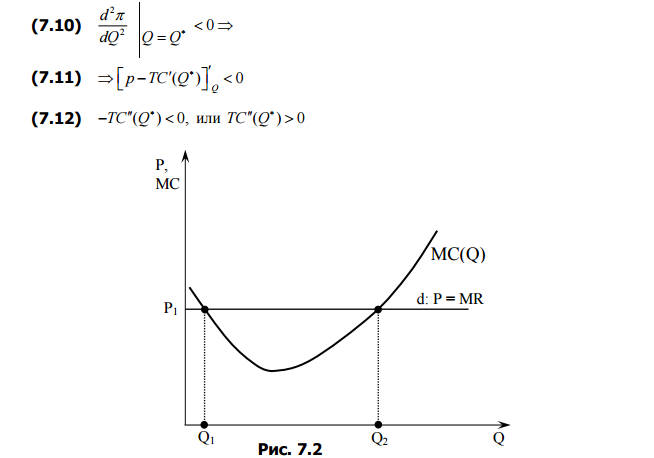 (7.10) d²π/dQ² | Q = Q* < 0 ⇒
(7.11) ⇒ [p − TC′(Q*)]′Q < 0
(7.12) −TC″(Q*) < 0, или TC″(Q*) > 0
P,
MC
MC(Q)
d: P = MR
P₁
Q₁ Q₂ Q
Рис. 7.2